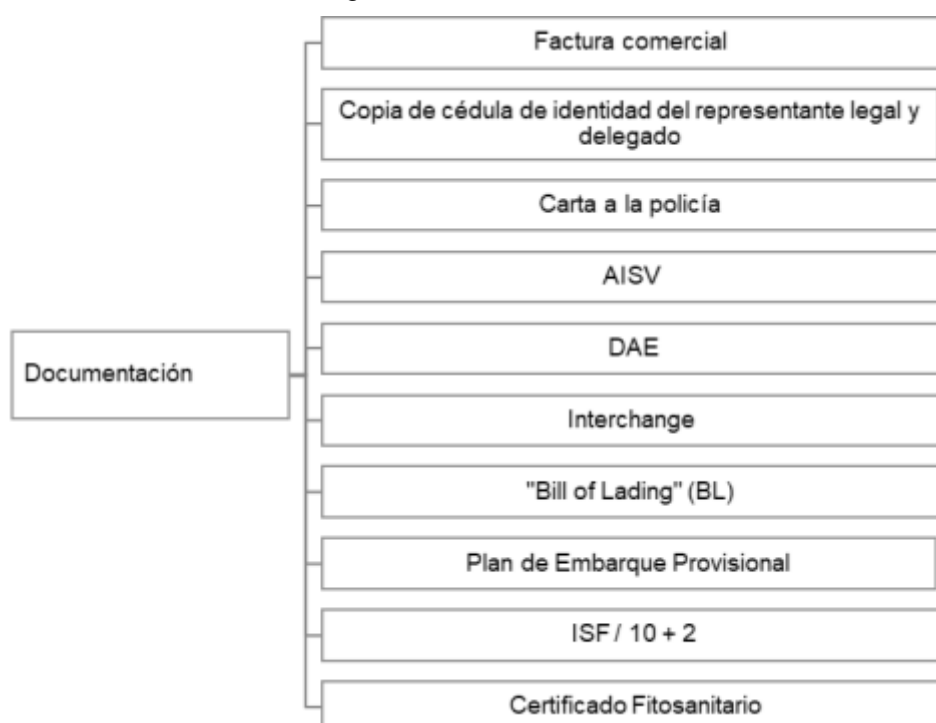 Factura comercial
Copia de cédula de identidad del representante legal y
delegado
Carta a la policía
AISV
DAE
Documentación
Interchange
"Bill of Lading" (BL)
Plan de Embarque Provisional
ISF / 10 + 2
Certificado Fitosanitario